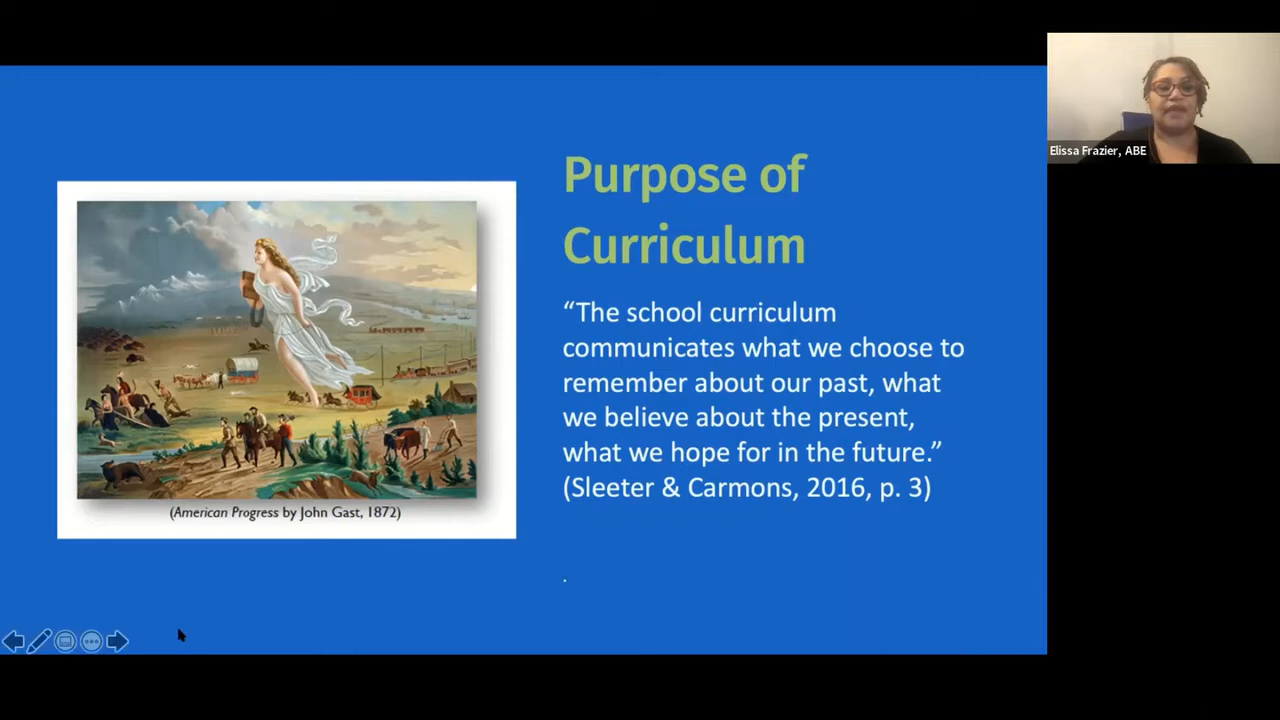 Purpose of
Curriculum
“The school curriculum
communicates what we choose to
remember about our past, what
we believe about the present,
what we hope for in the future.”
(Sleeter & Carmons, 2016, p. 3)
.
(American Progress by John Gast, 1872)
Elissa Frazier, ABE